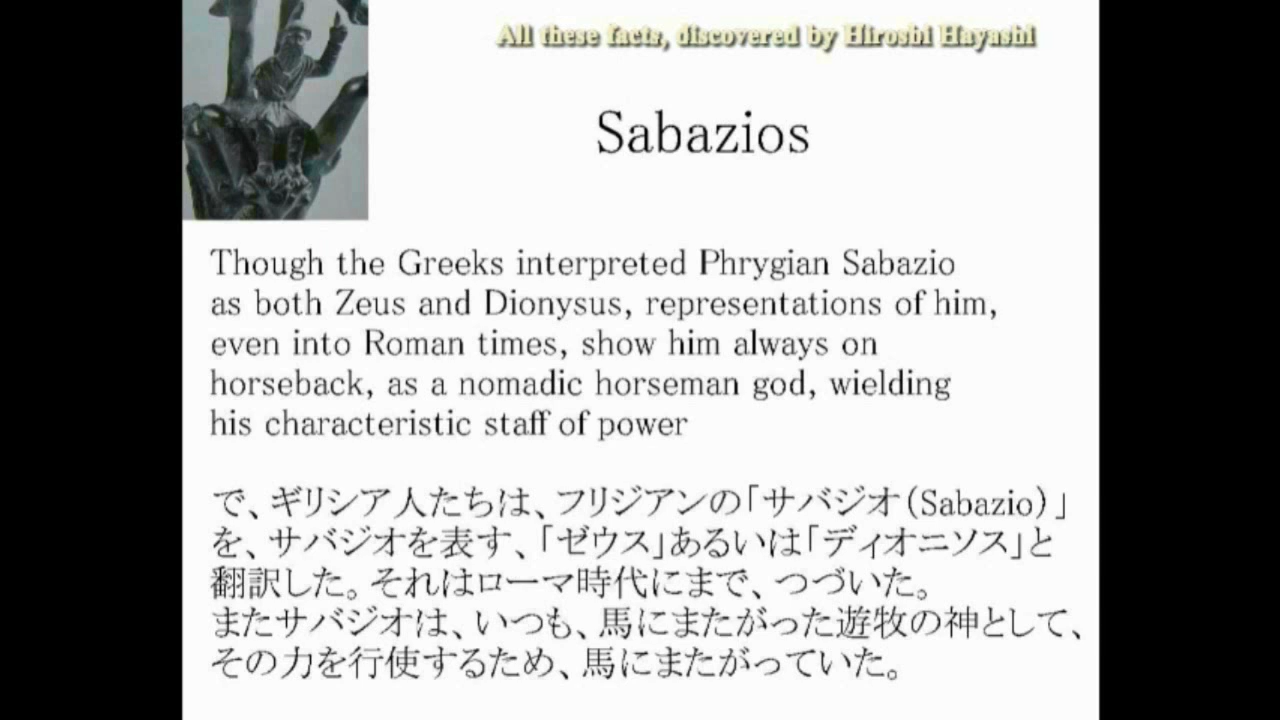 All these facts, discovered by Hiroshi Hayashi
Sabazios
Though the Greeks interpreted Phrygian Sabazio
as both Zeus and Dionysus, representations of him,
even into Roman times, show him always on
horseback, as a nomadic horseman god, wielding
his characteristic staff of power
で、ギリシア人たちは、フリジアンの「サバジオ（Sabazio）」
を、サバジオを表す、「ゼウス」あるいは「ディオニソス」と
翻訳した。それはローマ時代にまで、つづいた。
またサバジオは、いつも、馬にまたがった遊牧の神として、
その力を行使するため、馬にまたがっていた。